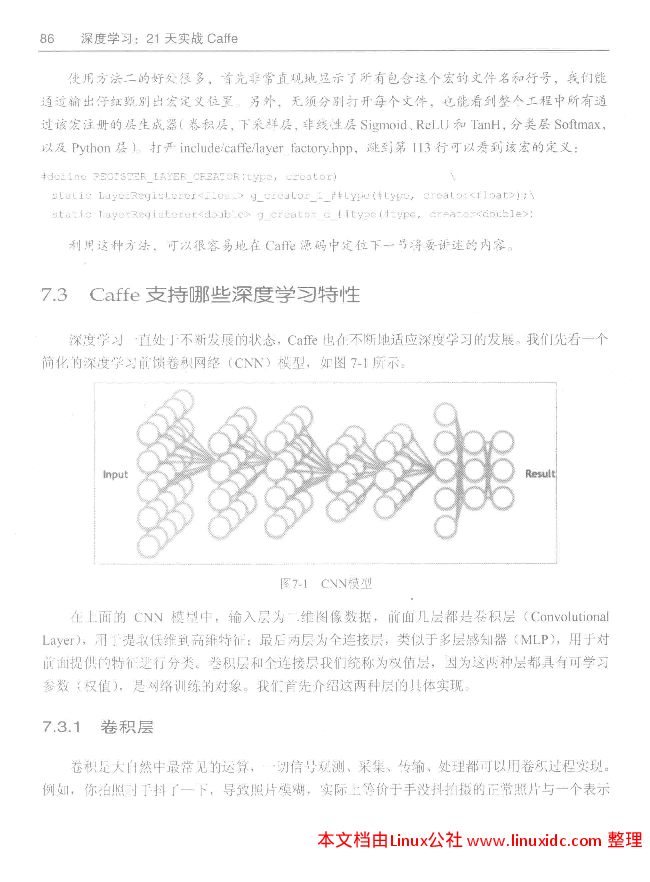 86 深度学习：21 天实战 Caffe
使用方法二的好处很多，首先非常直观地显示了所有包含这个宏的文件名和行号，我们能
通过输出仔细甄别出宏定义位置。另外，无须分别打开每个文件，也能看到整个工程中所有通
过该宏注册的层生成器（卷积层，下采样层，非线性层 Sigmoid、ReLU 和 TanH，分类层 Softmax，
以及 Python 层）。打开 include/caffe/layer_factory.hpp，跳到第 113 行可以看到该宏的定义：
#define REGISTER_LAYER_CREATOR(type, creator) \
static LayerRegisterer<float> g_creator_f_##type(#type, creator<float>);\
static LayerRegisterer<double> g_creator_d_##type(#type, creator<double>)
利用这种方法，可以很容易地在 Caffe 源码中定位下一节将要讲述的内容。
7.3 Caffe 支持哪些深度学习特性
深度学习一直处于不断发展的状态，Caffe 也在不断地适应深度学习的发展。我们先看一个
简化的深度学习前馈卷积网络（CNN）模型，如图 7-1 所示。
Input
Result
图7-1 CNN模型
在上面的 CNN 模型中，输入层为二维图像数据，前面几层都是卷积层（Convolutional
Layer），用于提取低维到高维特征；最后两层为全连接层，类似于多层感知器（MLP），用于对
前面提供的特征进行分类。卷积层和全连接层我们统称为权值层，因为这两种层都具有可学习
参数（权值），是网络训练的对象。我们首先介绍这两种层的具体实现。
7.3.1 卷积层
卷积是大自然中最常见的运算，一切信号观测、采集、传输、处理都可以用卷积过程实现。
例如，你拍照时手抖了一下，导致照片模糊，实际上等价于手没抖拍摄的正常照片与一个表示
本文档由Linux公社 www.linuxidc.com 整理